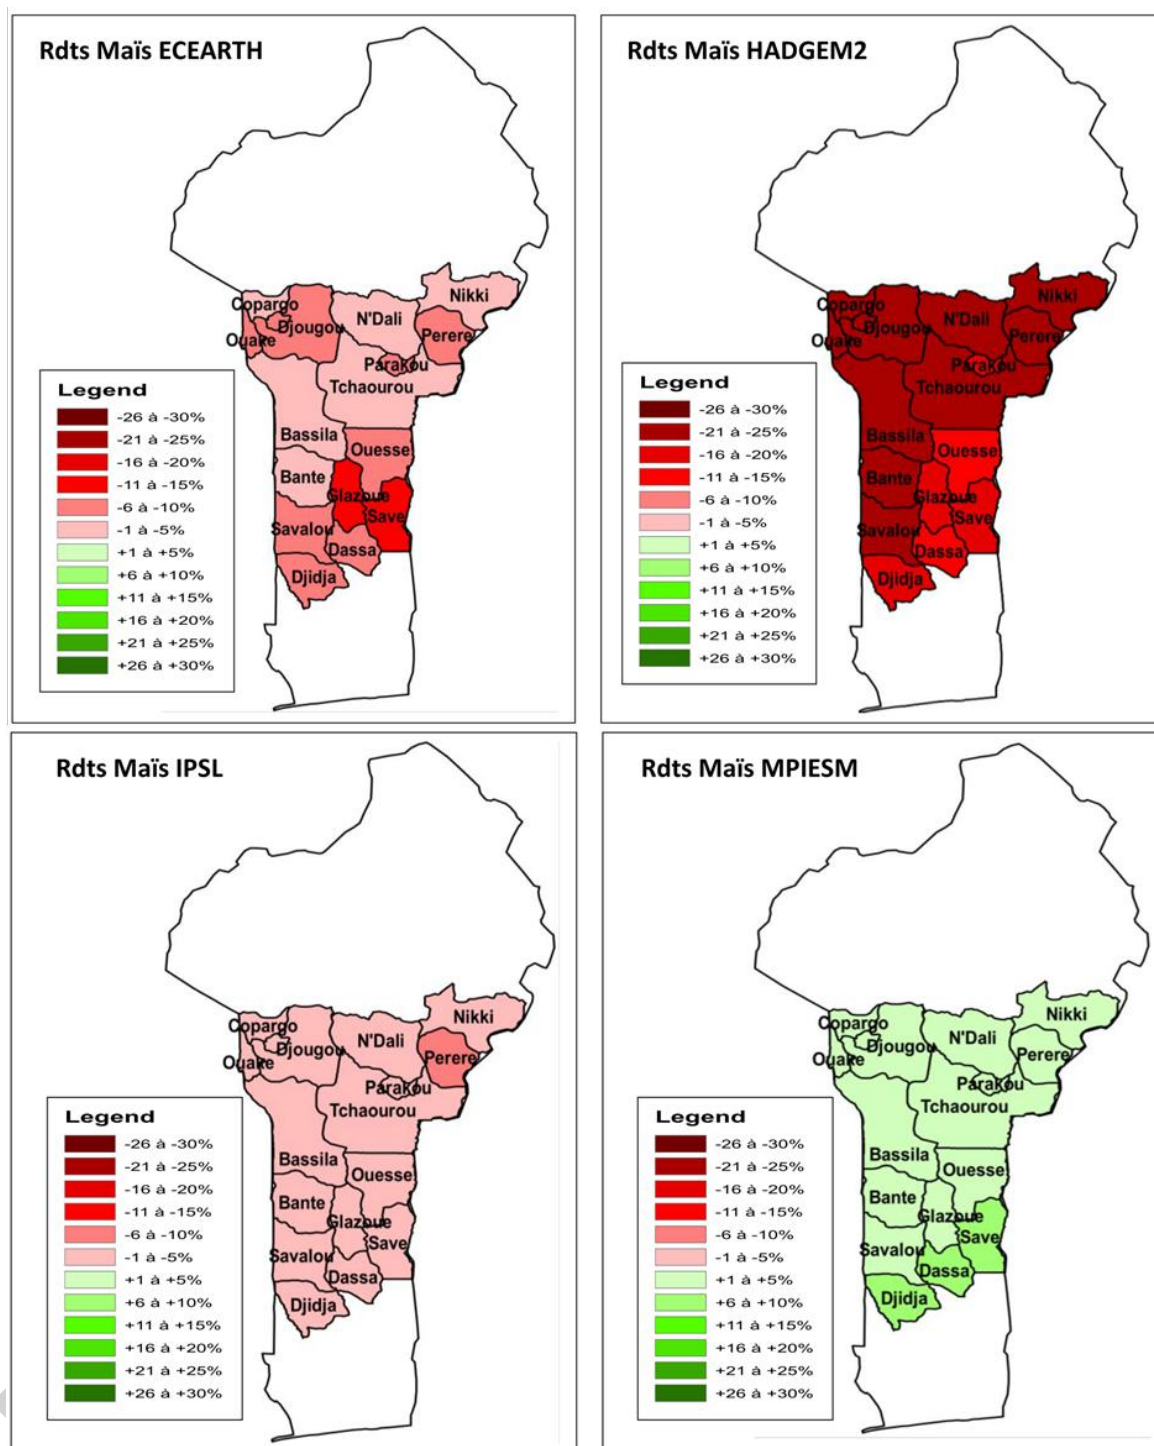 Rdts Maïs ECEARTH
Copargo
Djougou
Ouake
N'Dali
Nikki
Perere
Parakou
Tchaourou
Bassila
Ouesse
Bante
Glazoue
Save
Savalou
Dassa
Djidja
Legend
-26 à -30%
-21 à -25%
-16 à -20%
-11 à -15%
-6 à -10%
-1 à -5%
+1 à +5%
+6 à +10%
+11 à +15%
+16 à +20%
+21 à +25%
+26 à +30%
Rdts Maïs HADGEM2
Copargo
Djougou
Ouake
N'Dali
Nikki
Perere
Parakou
Tchaourou
Bassila
Ouesse
Bante
Glazoue
Save
Savalou
Dassa
Djidja
Legend
-26 à -30%
-21 à -25%
-16 à -20%
-11 à -15%
-6 à -10%
-1 à -5%
+1 à +5%
+6 à +10%
+11 à +15%
+16 à +20%
+21 à +25%
+26 à +30%
Rdts Maïs IPSL
Copargo
Djougou
Ouake
N'Dali
Nikki
Perere
Parakou
Tchaourou
Bassila
Ouesse
Bante
Glazoue
Save
Savalou
Dassa
Djidja
Legend
-26 à -30%
-21 à -25%
-16 à -20%
-11 à -15%
-6 à -10%
-1 à -5%
+1 à +5%
+6 à +10%
+11 à +15%
+16 à +20%
+21 à +25%
+26 à +30%
Rdts Maïs MPIESM
Copargo
Djougou
Ouake
N'Dali
Nikki
Perere
Parakou
Tchaourou
Bassila
Ouesse
Bante
Glazoue
Save
Savalou
Dassa
Djidja
Legend
-26 à -30%
-21 à -25%
-16 à -20%
-11 à -15%
-6 à -10%
-1 à -5%
+1 à +5%
+6 à +10%
+11 à +15%
+16 à +20%
+21 à +25%
+26 à +30%